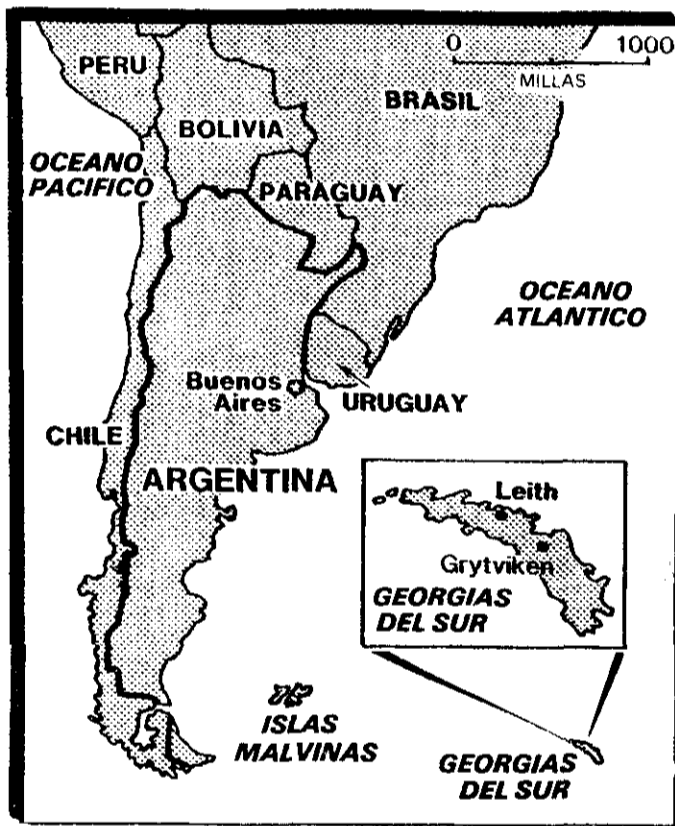 0 1000
MILLAS
PERU
BRASIL
BOLIVIA
OCEANO
PACIFICO
PARAGUAY
OCEANO
ATLANTICO
Buenos
Aires
URUGUAY
CHILE
ARGENTINA
Leith
Grytviken
GEORGIAS
DEL SUR
ISLAS
MALVINAS
GEORGIAS
DEL SUR